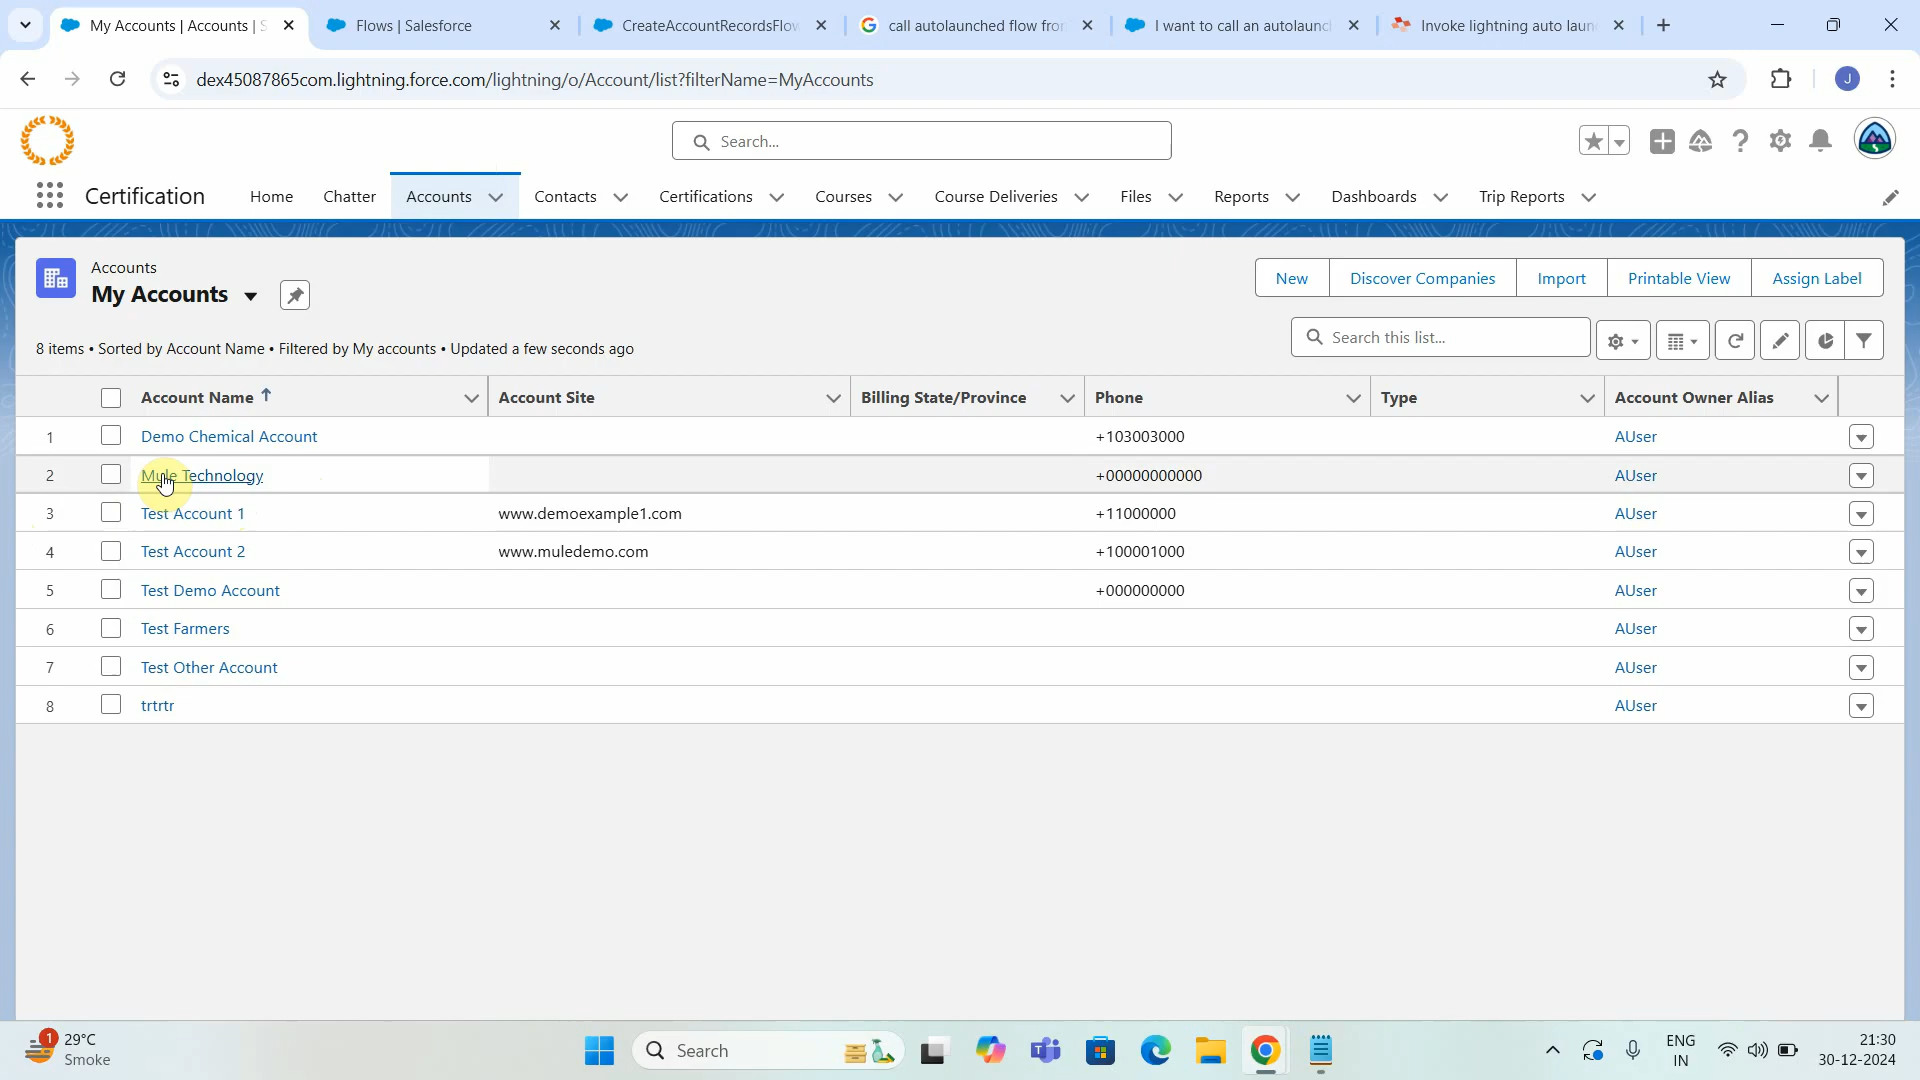 My Accounts | Accounts | S
Flows | Salesforce
CreateAccountRecordsFlow
call autolaunched flow from
I want to call an autolaunc
Invoke lightning auto laun
dex45087865com.lightning.force.com/lightning/o/Account/list?filterName=MyAccounts
J
Search...
Certification
Home
Chatter
Accounts
Contacts
Certifications
Courses
Course Deliveries
Files
Reports
Dashboards
Trip Reports
Accounts
My Accounts
New
Discover Companies
Import
Printable View
Assign Label
8 items • Sorted by Account Name • Filtered by My accounts • Updated a few seconds ago
Search this list...
Account Name
Account Site
Billing State/Province
Phone
Type
Account Owner Alias
1 Demo Chemical Account +103003000 AUser
2 Mule Technology +00000000000 AUser
3 Test Account 1 www.demoexample1.com +11000000 AUser
4 Test Account 2 www.muledemo.com +100001000 AUser
5 Test Demo Account +000000000 AUser
6 Test Farmers AUser
7 Test Other Account AUser
8 trtrtr AUser
1
29°C
Smoke
Search
ENG
IN
21:30
30-12-2024